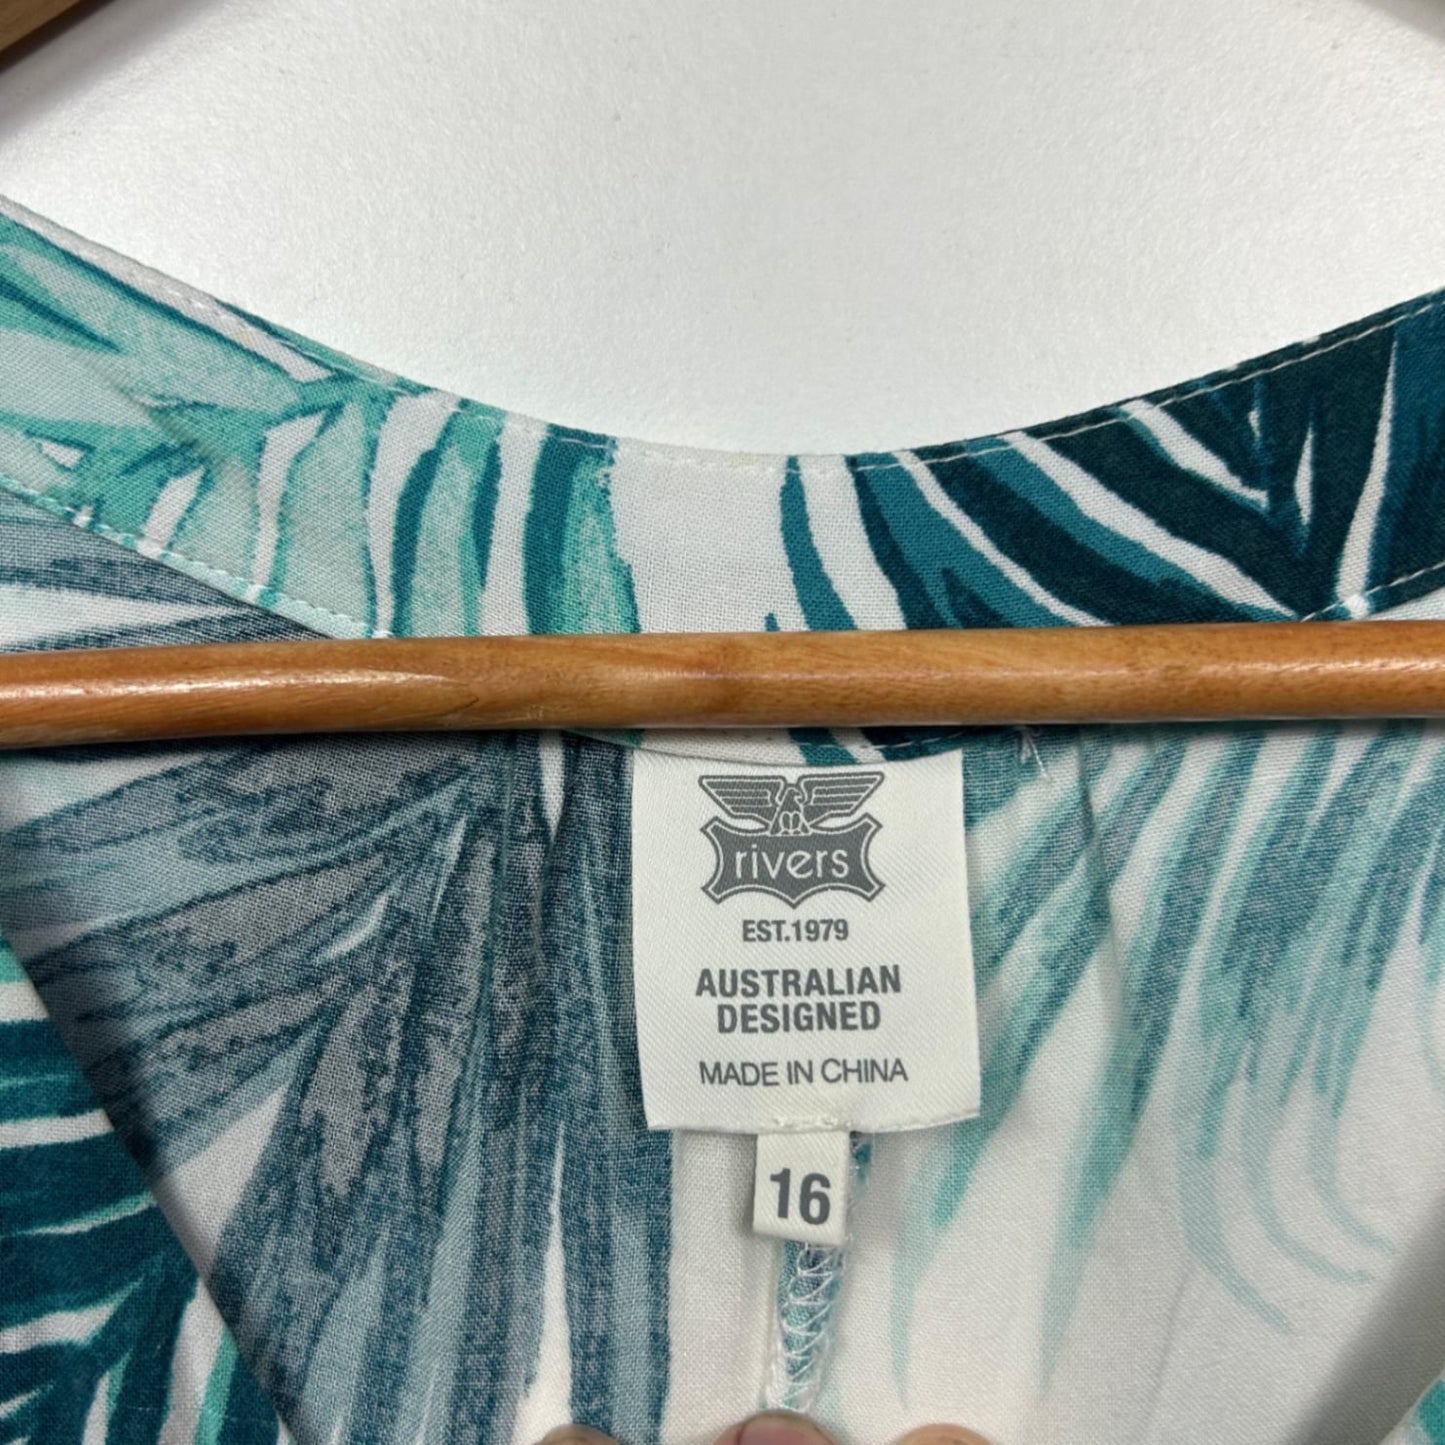 rivers
EST.1979
AUSTRALIAN
DESIGNED
MADE IN CHINA
16